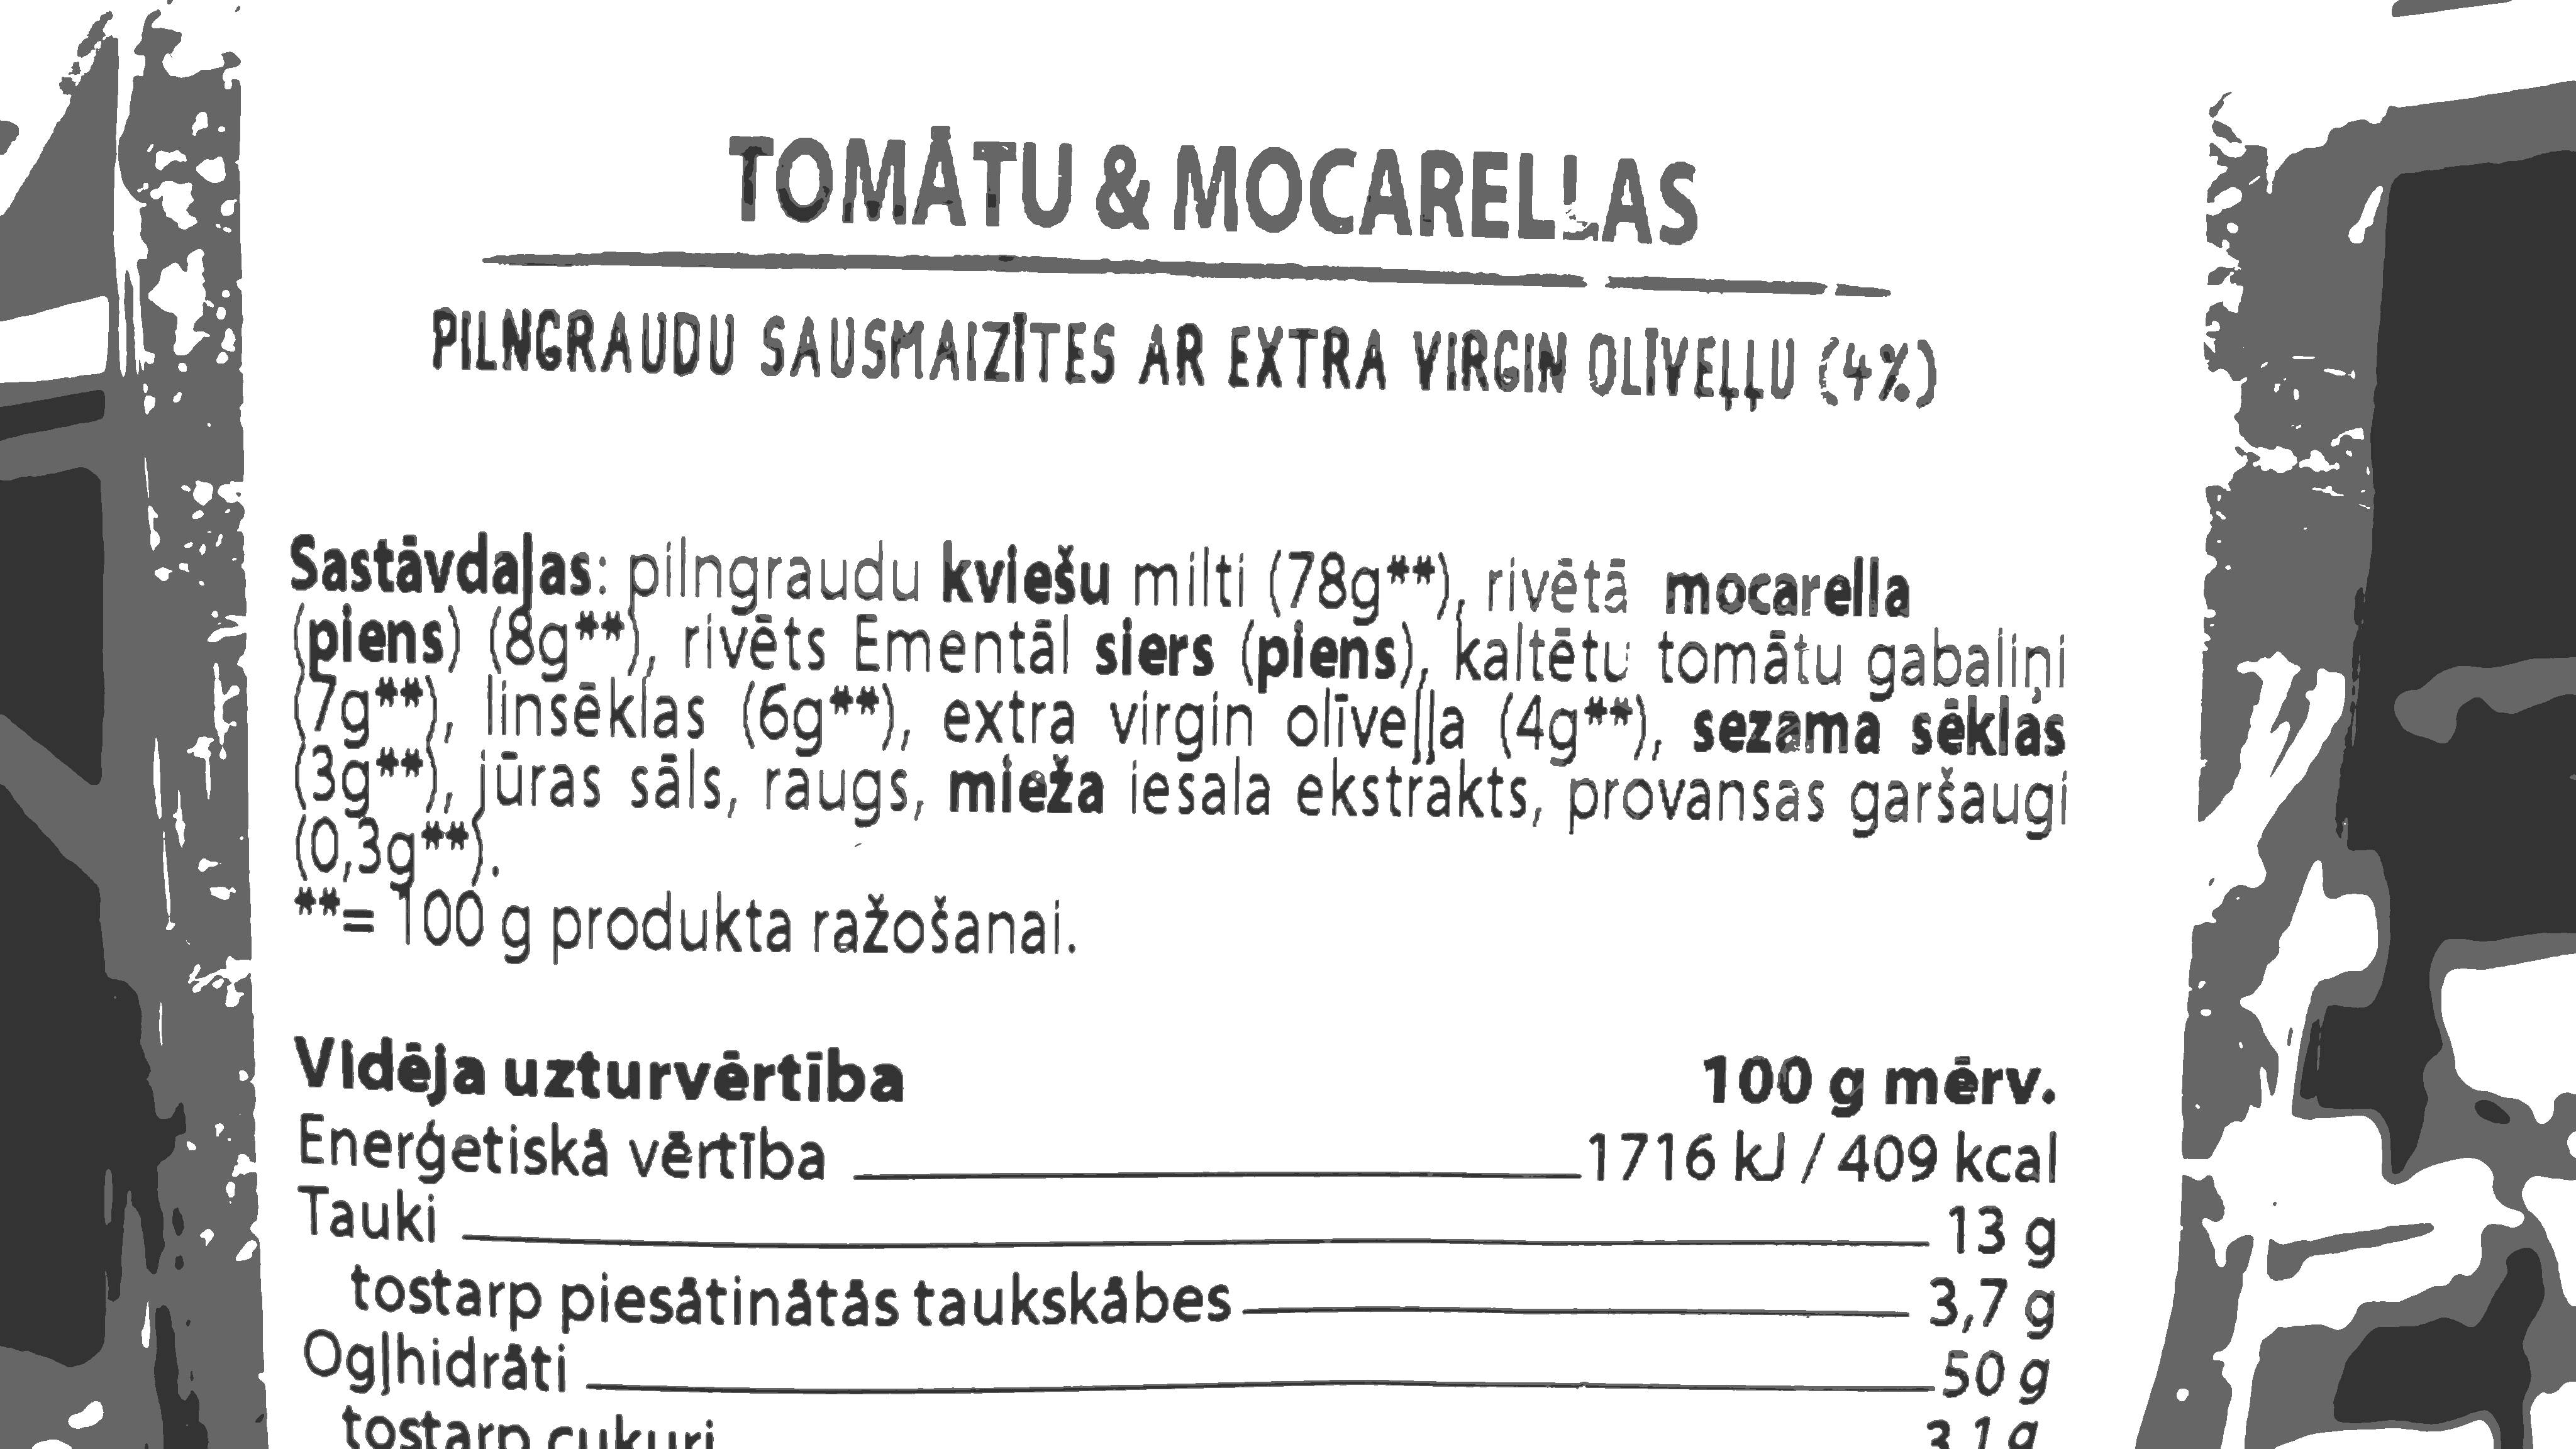 TOMĀTU & MOCARELLAS
PILNGRAUDU SAUSMAIZĪTES AR EXTRA VIRGIN OLĪVEĻĻU (4%)
Sastāvdaļas: pilngraudu kviešu milti (78g**), rivētā mocarella
(piens) (8g**), rivēts Ementāl siers (piens), kaltētu tomātu gabaliņi
(7g**), linsēklas (6g**), extra virgin olīveļļa (4g**), sezama sēklas
(3g**), jūras sāls, raugs, mieža iesala ekstrakts, provansas garšaugi
(0,3g**).
**= 100 g produkta ražošanai.
Vidēja uzturvērtība 100 g mērv.
Enerģetiskā vērtība 1716 kJ / 409 kcal
Tauki 13 g
tostarp piesātinātās taukskābes 3,7 g
Ogļhidrāti 50 g
tostarp cukuri 3,1 g